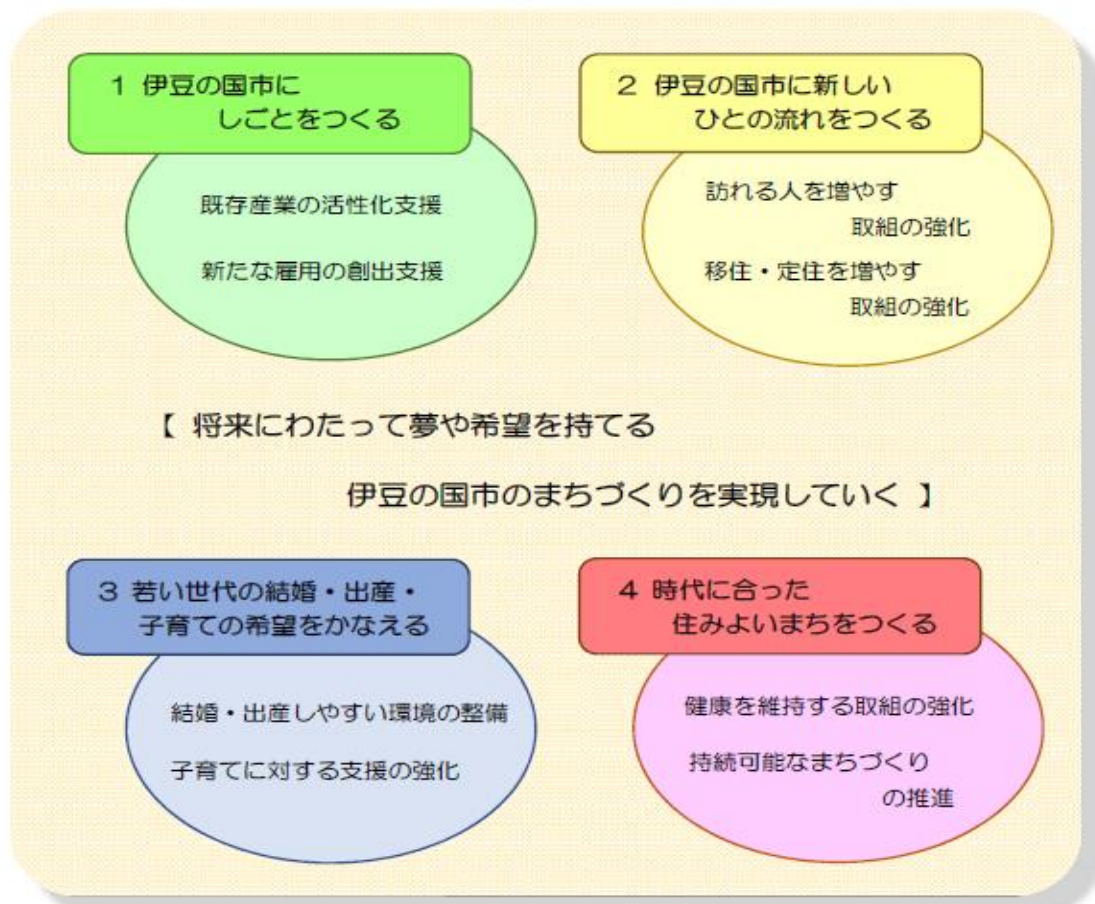 1 伊豆の国市に
しごとをつくる
既存産業の活性化支援
新たな雇用の創出支援
2 伊豆の国市に新しい
ひとの流れをつくる
訪れる人を増やす
取組の強化
移住・定住を増やす
取組の強化
【 将来にわたって夢や希望を持てる
伊豆の国市のまちづくりを実現していく 】
3 若い世代の結婚・出産・
子育ての希望をかなえる
結婚・出産しやすい環境の整備
子育てに対する支援の強化
4 時代に合った
住みよいまちをつくる
健康を維持する取組の強化
持続可能なまちづくり
の推進